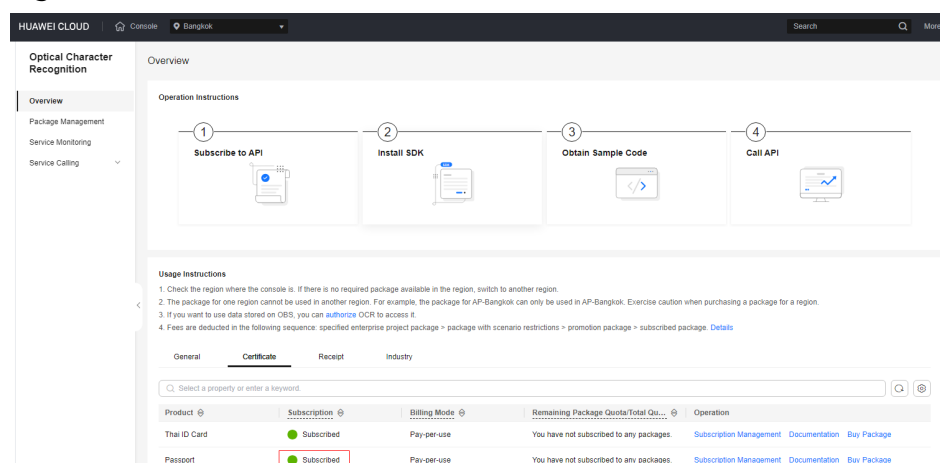 HUAWEI CLOUD Console Bangkok Search More
Optical Character
Recognition
Overview
Package Management
Service Monitoring
Service Calling
Overview
Operation Instructions
1 2 3 4
Subscribe to API Install SDK Obtain Sample Code Call API
Usage Instructions
1. Check the region where the console is. If there is no required package available in the region, switch to another region.
2. The package for one region cannot be used in another region. For example, the package for AP-Bangkok can only be used in AP-Bangkok. Exercise caution when purchasing a package for a region.
3. If you want to use data stored on OBS, you can authorize OCR to access it.
4. Fees are deducted in the following sequence: specified enterprise project package > package with scenario restrictions > promotion package > subscribed package. Details
General Certificate Receipt Industry
Select a property or enter a keyword.
Product Subscription Billing Mode Remaining Package Quota/Total Qu... Operation
Thai ID Card Subscribed Pay-per-use You have not subscribed to any packages. Subscription Management Documentation Buy Package
Passport Subscribed Pay-per-use You have not subscribed to any packages. Subscription Management Documentation Buy Package